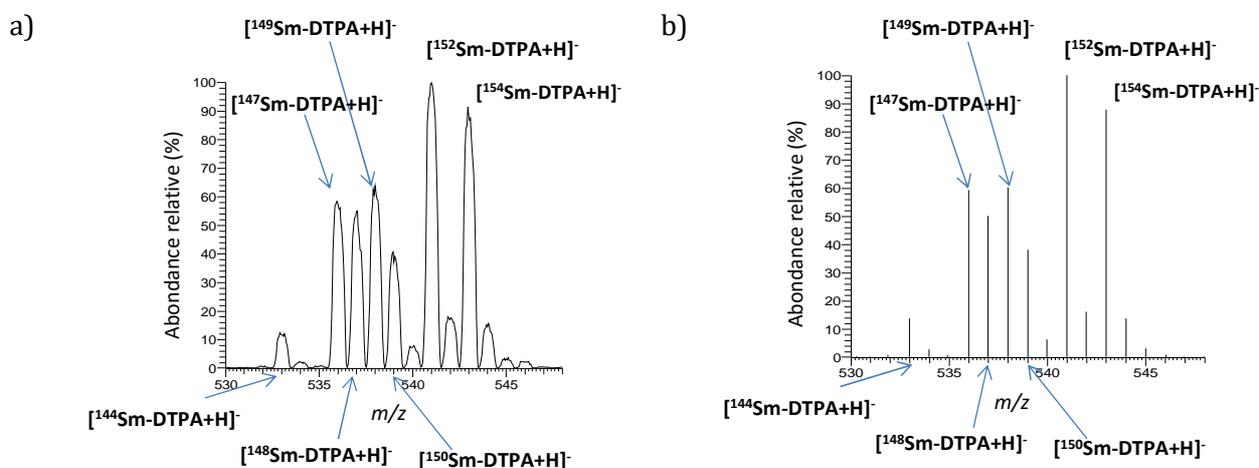 a)
[¹⁴⁹Sm-DTPA+H]⁻
[¹⁵²Sm-DTPA+H]⁻
[¹⁴⁷Sm-DTPA+H]⁻
[¹⁵⁴Sm-DTPA+H]⁻
Abondance relative (%)
100
90
80
70
60
50
40
30
20
10
0
530 535 540 545
m/z
[¹⁴⁴Sm-DTPA+H]⁻
[¹⁴⁸Sm-DTPA+H]⁻
[¹⁵⁰Sm-DTPA+H]⁻
b)
[¹⁴⁹Sm-DTPA+H]⁻
[¹⁵²Sm-DTPA+H]⁻
[¹⁴⁷Sm-DTPA+H]⁻
[¹⁵⁴Sm-DTPA+H]⁻
Abondance relative (%)
100
90
80
70
60
50
40
30
20
10
0
530 535 540 545
m/z
[¹⁴⁴Sm-DTPA+H]⁻
[¹⁴⁸Sm-DTPA+H]⁻
[¹⁵⁰Sm-DTPA+H]⁻